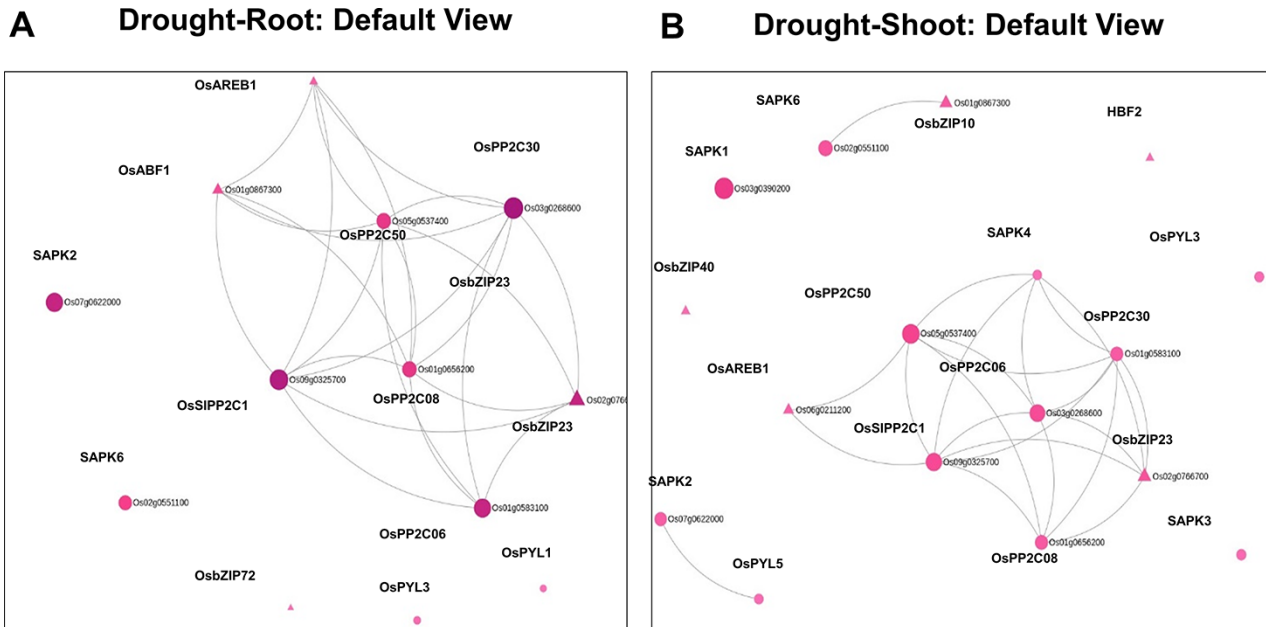 A
Drought-Root: Default View
OsAREB1
OsPP2C30
OsABF1
Os01g0867300
Os03g0268600
Os05g0537400
OsPP2C50
SAPK2
OsbZIP23
Os07g0622000
Os01g0656200
Os09g0325700
OsPP2C08
Os02g0766
OsSIPP2C1
OsbZIP23
SAPK6
Os02g0551100
Os01g0583100
OsPP2C06
OsPYL1
OsbZIP72
OsPYL3
B
Drought-Shoot: Default View
SAPK6
Os01g0867300
HBF2
OsbZIP10
SAPK1
Os02g0551100
Os03g0390200
SAPK4
OsPYL3
OsbZIP40
OsPP2C50
OsPP2C30
Os05g0537400
Os01g0583100
OsAREB1
OsPP2C06
Os06g0211200
Os03g0268600
OsSIPP2C1
OsbZIP23
Os09g0325700
Os02g0766700
SAPK2
Os07g0622000
SAPK3
Os01g0656200
OsPP2C08
OsPYL5